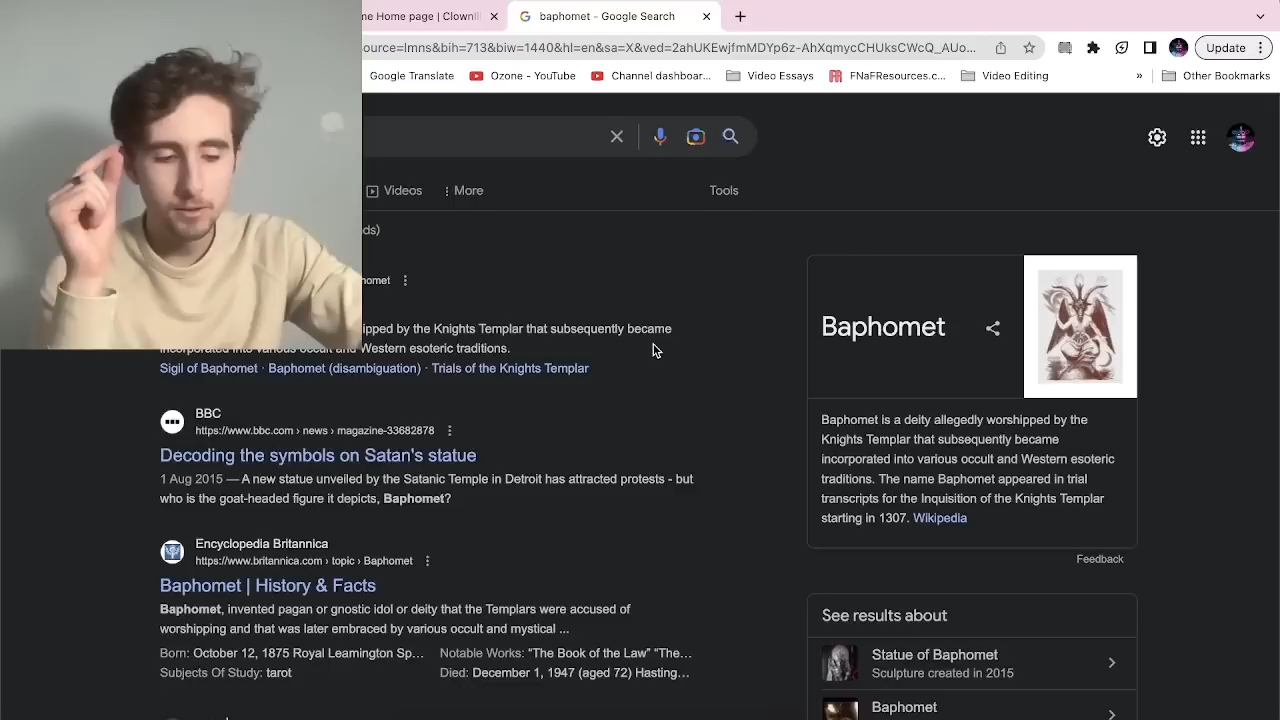 me Home page | Clownill
baphomet - Google Search
ource=lmns&bih=713&biw=1440&hl=en&sa=X&ved=2ahUKEwjfmMDYp6z-AhXqmycCHUksCWcQ_AUo...
Update
Google Translate
Ozone - YouTube
Channel dashboar...
Video Essays
FNaFResources.c...
Video Editing
»
Other Bookmarks
Videos
More
Tools
ds)
homet
ipped by the Knights Templar that subsequently became
incorporated into various occult and Western esoteric traditions.
Sigil of Baphomet · Baphomet (disambiguation) · Trials of the Knights Templar
BBC
https://www.bbc.com › news › magazine-33682878
Decoding the symbols on Satan's statue
1 Aug 2015 — A new statue unveiled by the Satanic Temple in Detroit has attracted protests - but
who is the goat-headed figure it depicts, Baphomet?
Encyclopedia Britannica
https://www.britannica.com › topic › Baphomet
Baphomet | History & Facts
Baphomet, invented pagan or gnostic idol or deity that the Templars were accused of
worshipping and that was later embraced by various occult and mystical ...
Born: October 12, 1875 Royal Leamington Sp...
Notable Works: “The Book of the Law” “The...
Subjects Of Study: tarot
Died: December 1, 1947 (aged 72) Hasting...
Baphomet
Baphomet is a deity allegedly worshipped by the
Knights Templar that subsequently became
incorporated into various occult and Western esoteric
traditions. The name Baphomet appeared in trial
transcripts for the Inquisition of the Knights Templar
starting in 1307. Wikipedia
Feedback
See results about
Statue of Baphomet
Sculpture created in 2015
Baphomet